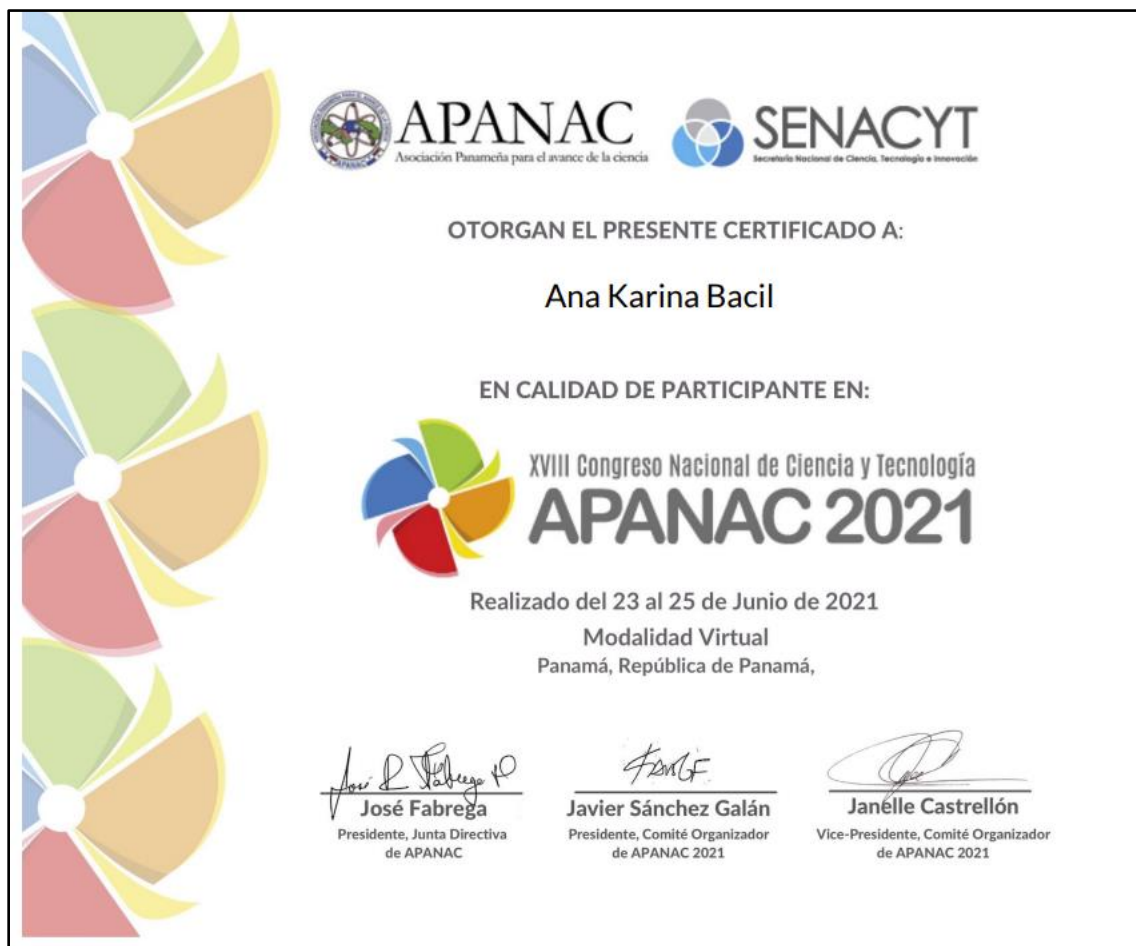 APANAC
Asociación Panameña para el avance de la ciencia
SENACYT
Secretaría Nacional de Ciencia, Tecnología e Innovación
OTORGAN EL PRESENTE CERTIFICADO A:
Ana Karina Bacil
EN CALIDAD DE PARTICIPANTE EN:
XVIII Congreso Nacional de Ciencia y Tecnología
APANAC 2021
Realizado del 23 al 25 de Junio de 2021
Modalidad Virtual
Panamá, República de Panamá,
José Fabrega
Presidente, Junta Directiva
de APANAC
Javier Sánchez Galán
Presidente, Comité Organizador
de APANAC 2021
Janelle Castrellón
Vice-Presidente, Comité Organizador
de APANAC 2021